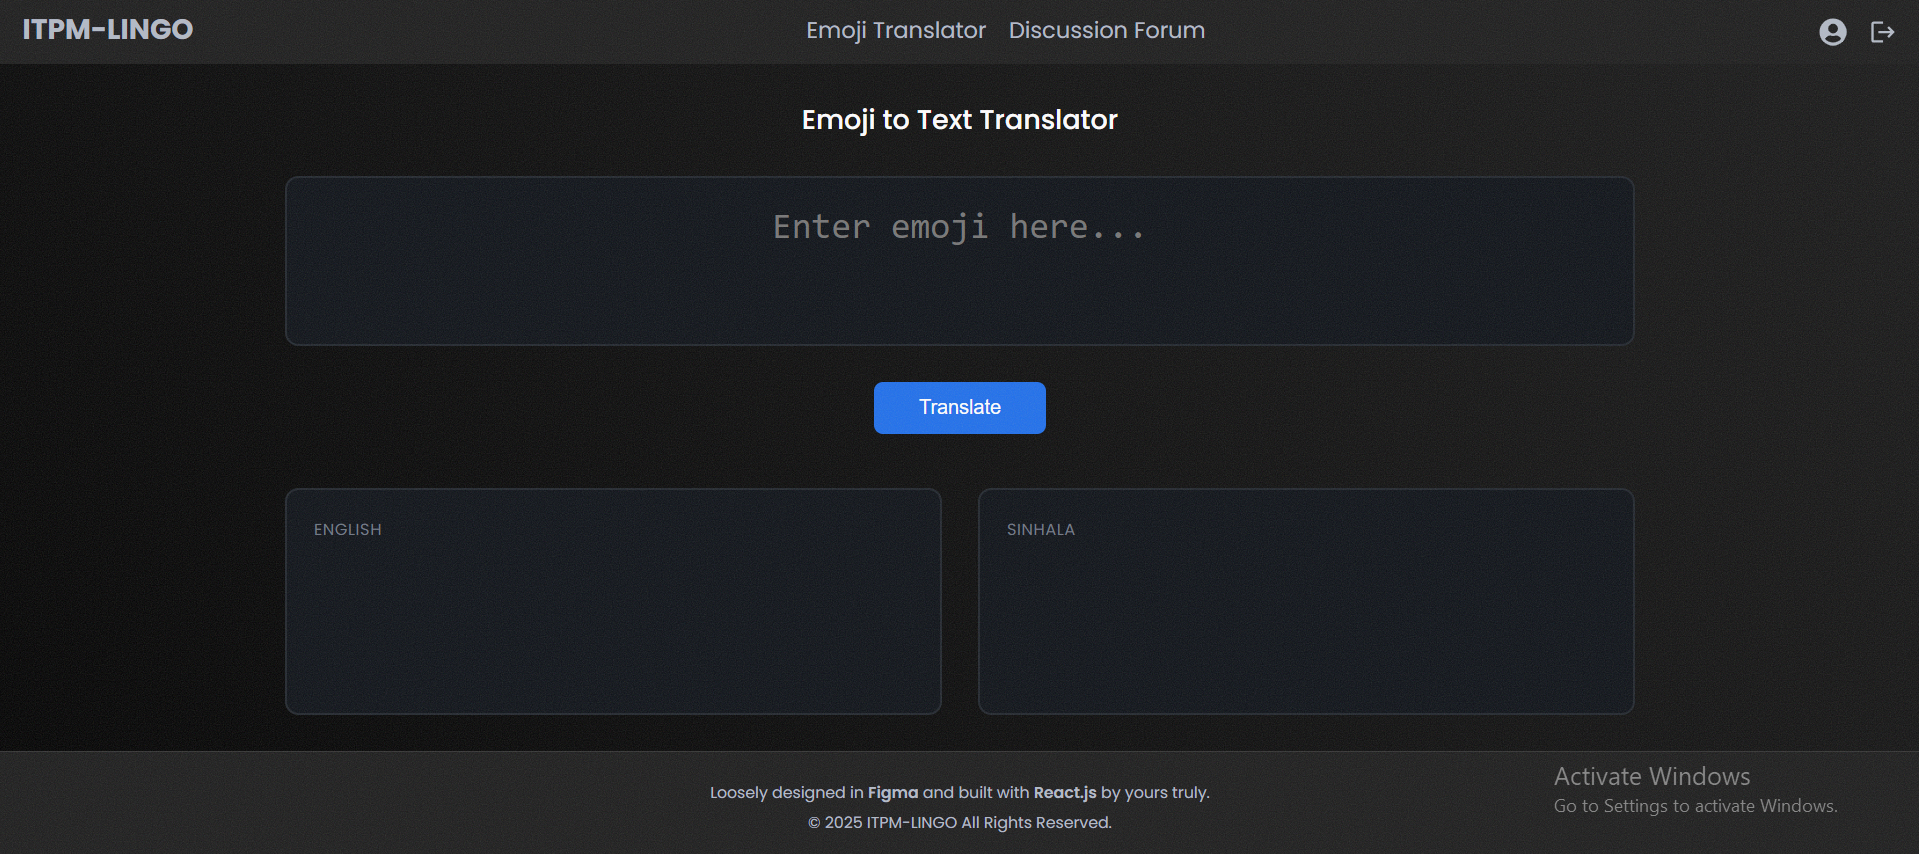 ITPM-LINGO
Emoji Translator
Discussion Forum
Emoji to Text Translator
Enter emoji here...
Translate
ENGLISH
SINHALA
Loosely designed in Figma and built with React.js by yours truly.
© 2025 ITPM-LINGO All Rights Reserved.
Activate Windows
Go to Settings to activate Windows.